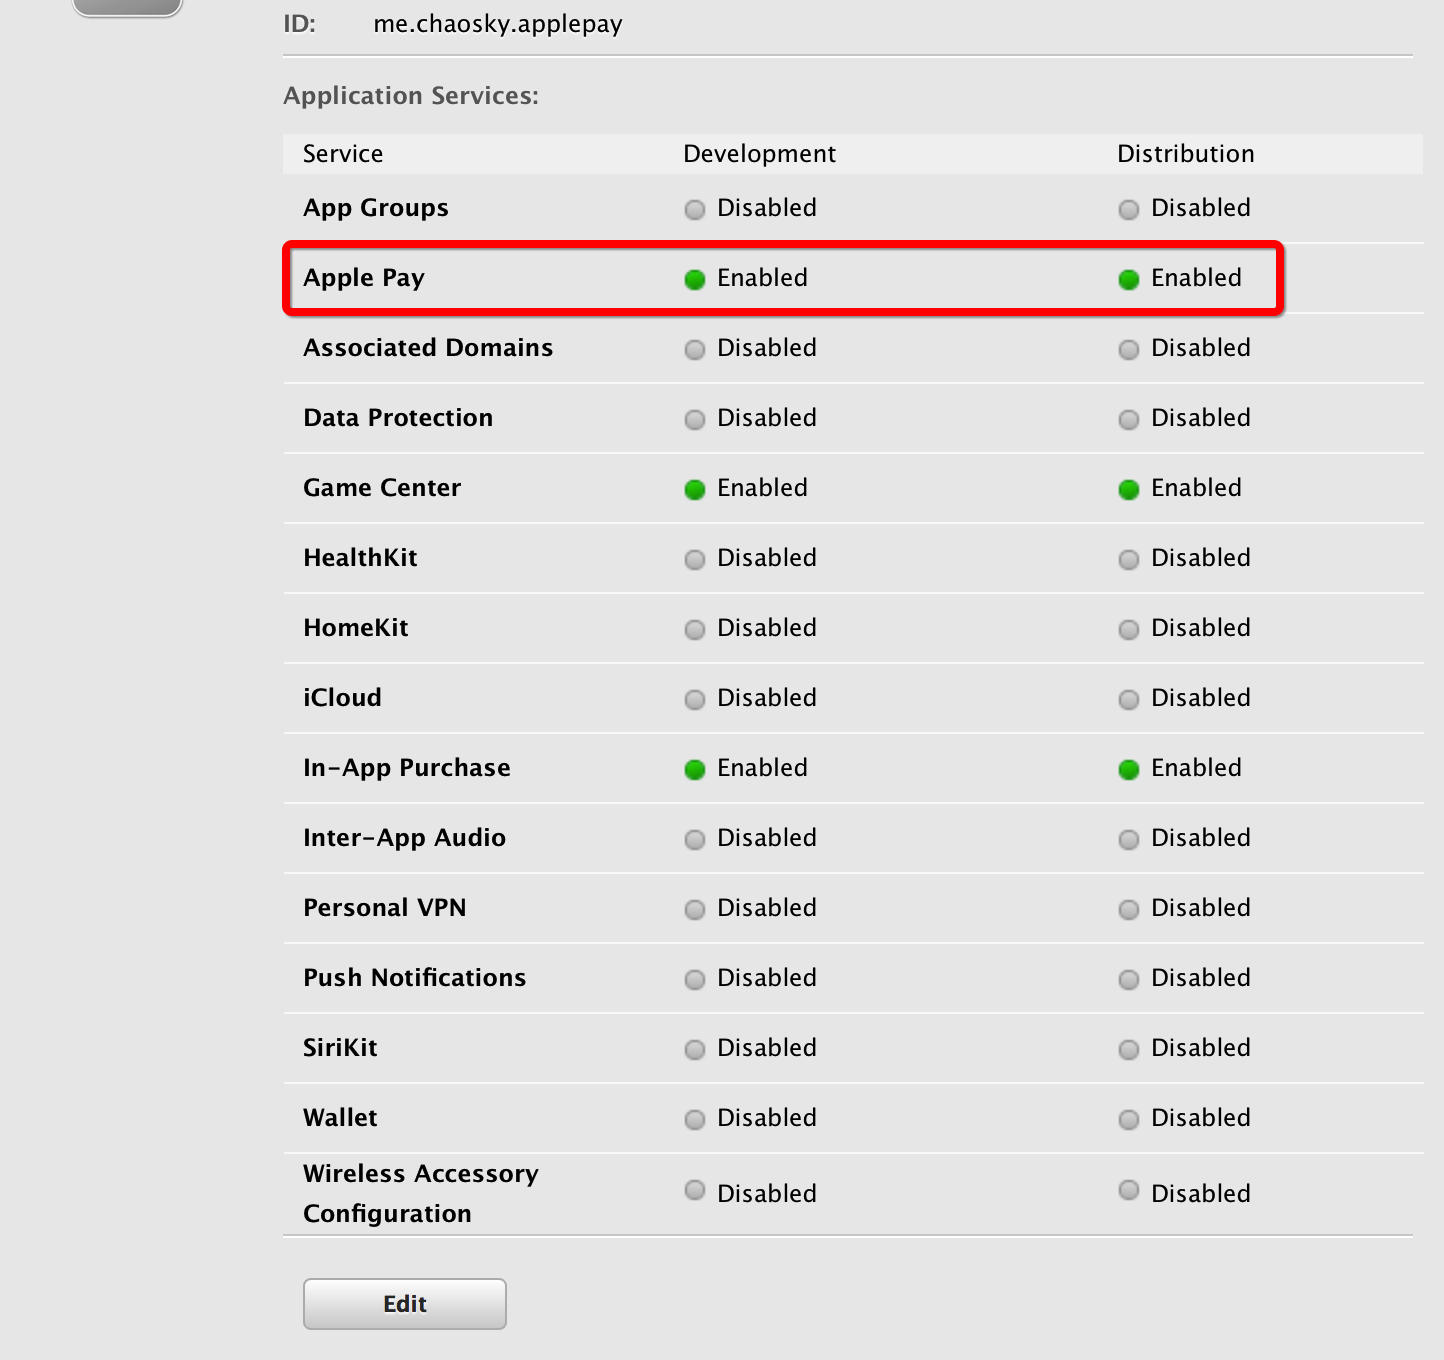 ID: me.chaosky.applepay
Application Services:
Service Development Distribution
App Groups Disabled Disabled
Apple Pay Enabled Enabled
Associated Domains Disabled Disabled
Data Protection Disabled Disabled
Game Center Enabled Enabled
HealthKit Disabled Disabled
HomeKit Disabled Disabled
iCloud Disabled Disabled
In-App Purchase Enabled Enabled
Inter-App Audio Disabled Disabled
Personal VPN Disabled Disabled
Push Notifications Disabled Disabled
SiriKit Disabled Disabled
Wallet Disabled Disabled
Wireless Accessory
Configuration Disabled Disabled
Edit